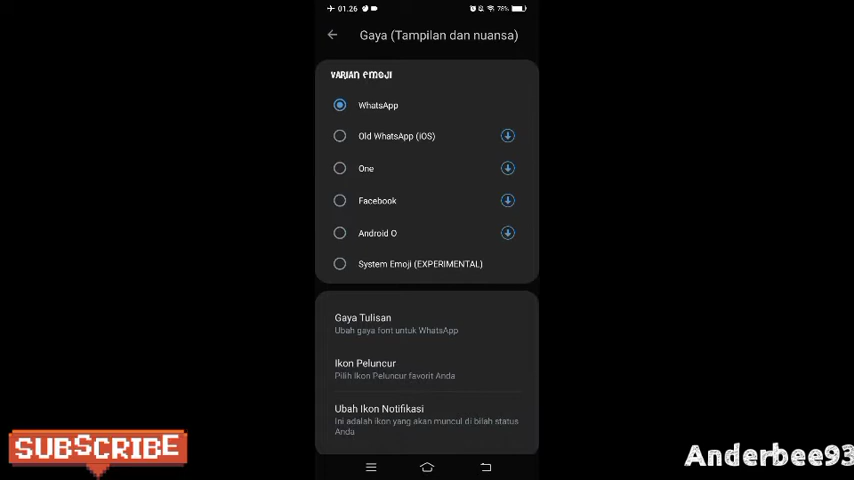 01.26
78%
Gaya (Tampilan dan nuansa)
VARIAN EMOJI
WhatsApp
Old WhatsApp (iOS)
One
Facebook
Android O
System Emoji (EXPERIMENTAL)
Gaya Tulisan
Ubah gaya font untuk WhatsApp
Ikon Peluncur
Pilih Ikon Peluncur favorit Anda
Ubah Ikon Notifikasi
Ini adalah ikon yang akan muncul di bilah status
Anda
SUBSCRIBE
Anderbee93